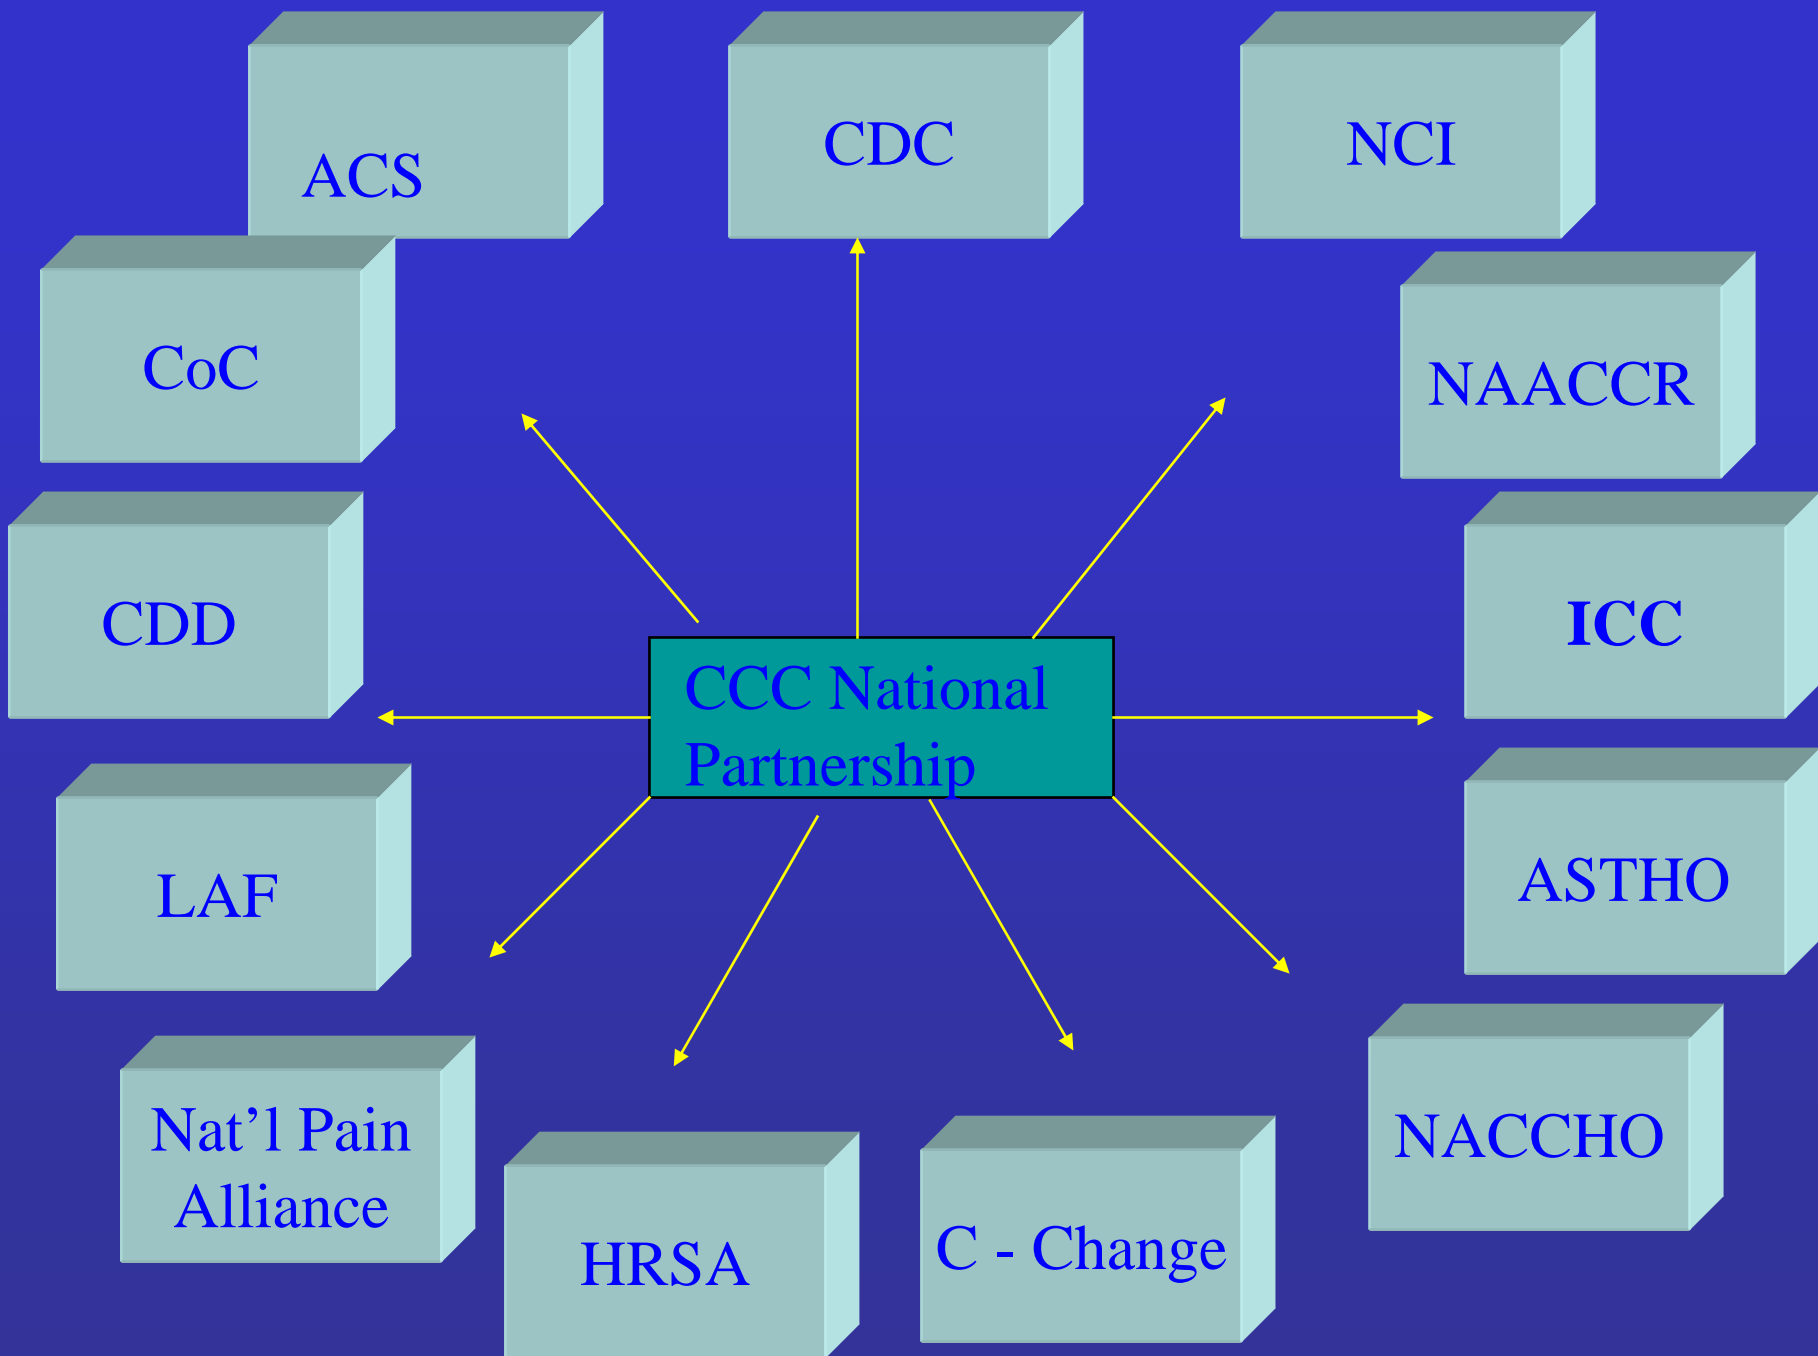 ACS
CDC
NCI
CoC
NAACCR
CDD
ICC
CCC National
Partnership
LAF
ASTHO
Nat’l Pain
Alliance
NACCHO
HRSA
C - Change